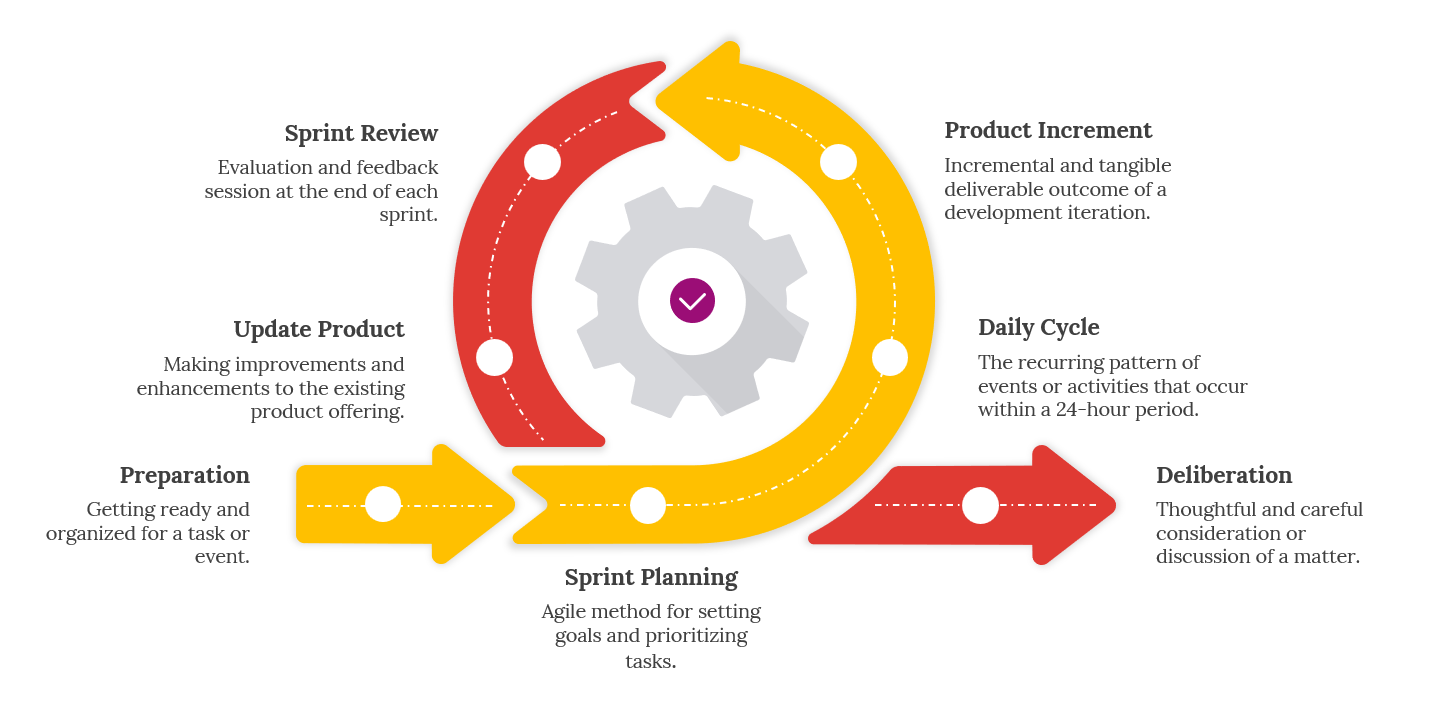 Sprint Review
Evaluation and feedback
session at the end of each
sprint.
Product Increment
Incremental and tangible
deliverable outcome of a
development iteration.
Update Product
Making improvements and
enhancements to the existing
product offering.
Daily Cycle
The recurring pattern of
events or activities that occur
within a 24-hour period.
Preparation
Getting ready and
organized for a task or
event.
Deliberation
Thoughtful and careful
consideration or
discussion of a matter.
Sprint Planning
Agile method for setting
goals and prioritizing
tasks.